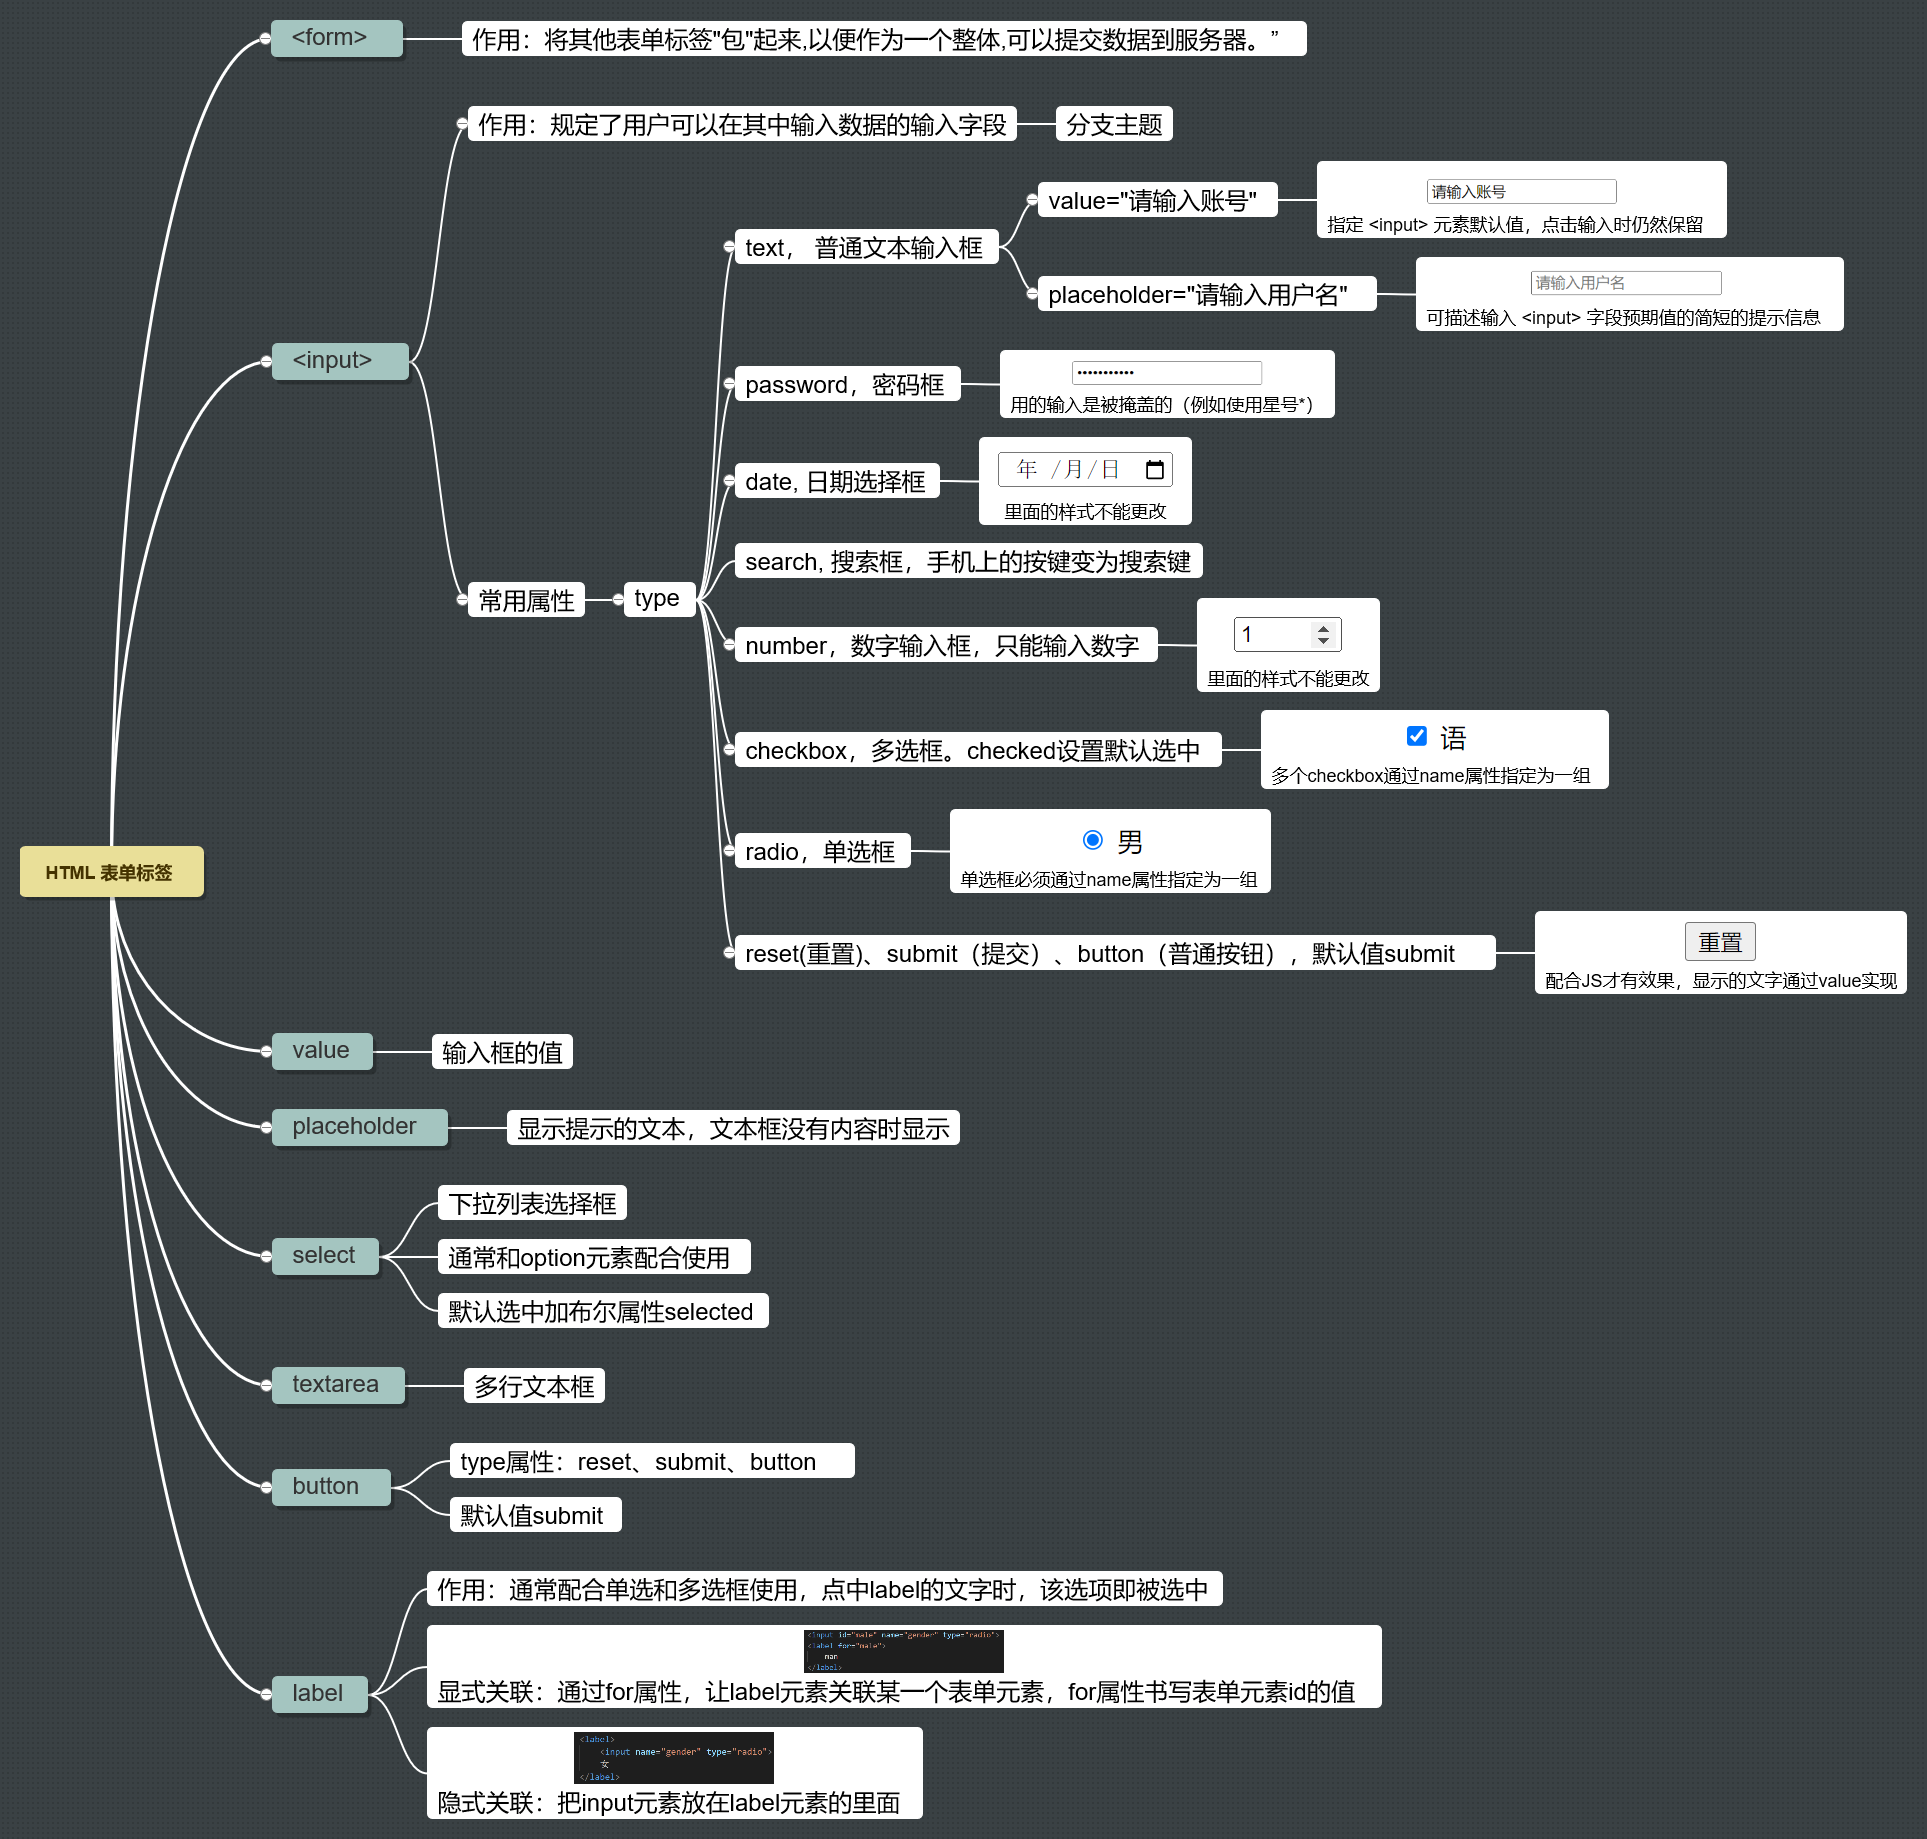 <form>
作用：将其他表单标签"包"起来,以便作为一个整体,可以提交数据到服务器。”
作用：规定了用户可以在其中输入数据的输入字段
分支主题
value="请输入账号"
请输入账号
指定 <input> 元素默认值，点击输入时仍然保留
text， 普通文本输入框
placeholder="请输入用户名"
请输入用户名
可描述输入 <input> 字段预期值的简短的提示信息
<input>
password，密码框
•••••••••••
用的输入是被掩盖的（例如使用星号*）
date, 日期选择框
年 /月/日
里面的样式不能更改
search, 搜索框，手机上的按键变为搜索键
常用属性
type
number，数字输入框，只能输入数字
1
里面的样式不能更改
checkbox，多选框。checked设置默认选中
语
多个checkbox通过name属性指定为一组
radio，单选框
男
单选框必须通过name属性指定为一组
HTML 表单标签
reset(重置)、submit（提交）、button（普通按钮），默认值submit
重置
配合JS才有效果，显示的文字通过value实现
value
输入框的值
placeholder
显示提示的文本，文本框没有内容时显示
select
下拉列表选择框
通常和option元素配合使用
默认选中加布尔属性selected
textarea
多行文本框
button
type属性：reset、submit、button
默认值submit
label
作用：通常配合单选和多选框使用，点中label的文字时，该选项即被选中
<input id="male" name="gender" type="radio">
<label for="male">
man
</label>
显式关联：通过for属性，让label元素关联某一个表单元素，for属性书写表单元素id的值
<label>
<input name="gender" type="radio">
女
</label>
隐式关联：把input元素放在label元素的里面